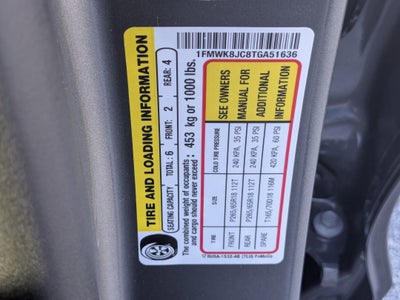 TIRE AND LOADING INFORMATION
SEATING CAPACITY TOTAL: 6 FRONT: 2 REAR: 4
The combined weight of occupants
and cargo should never exceed: 453 kg or 1000 lbs.
TIRE SIZE COLD TIRE PRESSURE
FRONT P265/65R18 112T 240 KPA, 35 PSI
REAR P265/65R18 112T 240 KPA, 35 PSI
SPARE T165/70D18 116M 420 KPA, 60 PSI
SEE OWNERS
MANUAL FOR
ADDITIONAL
INFORMATION
1FMWK8JC8TGA51636